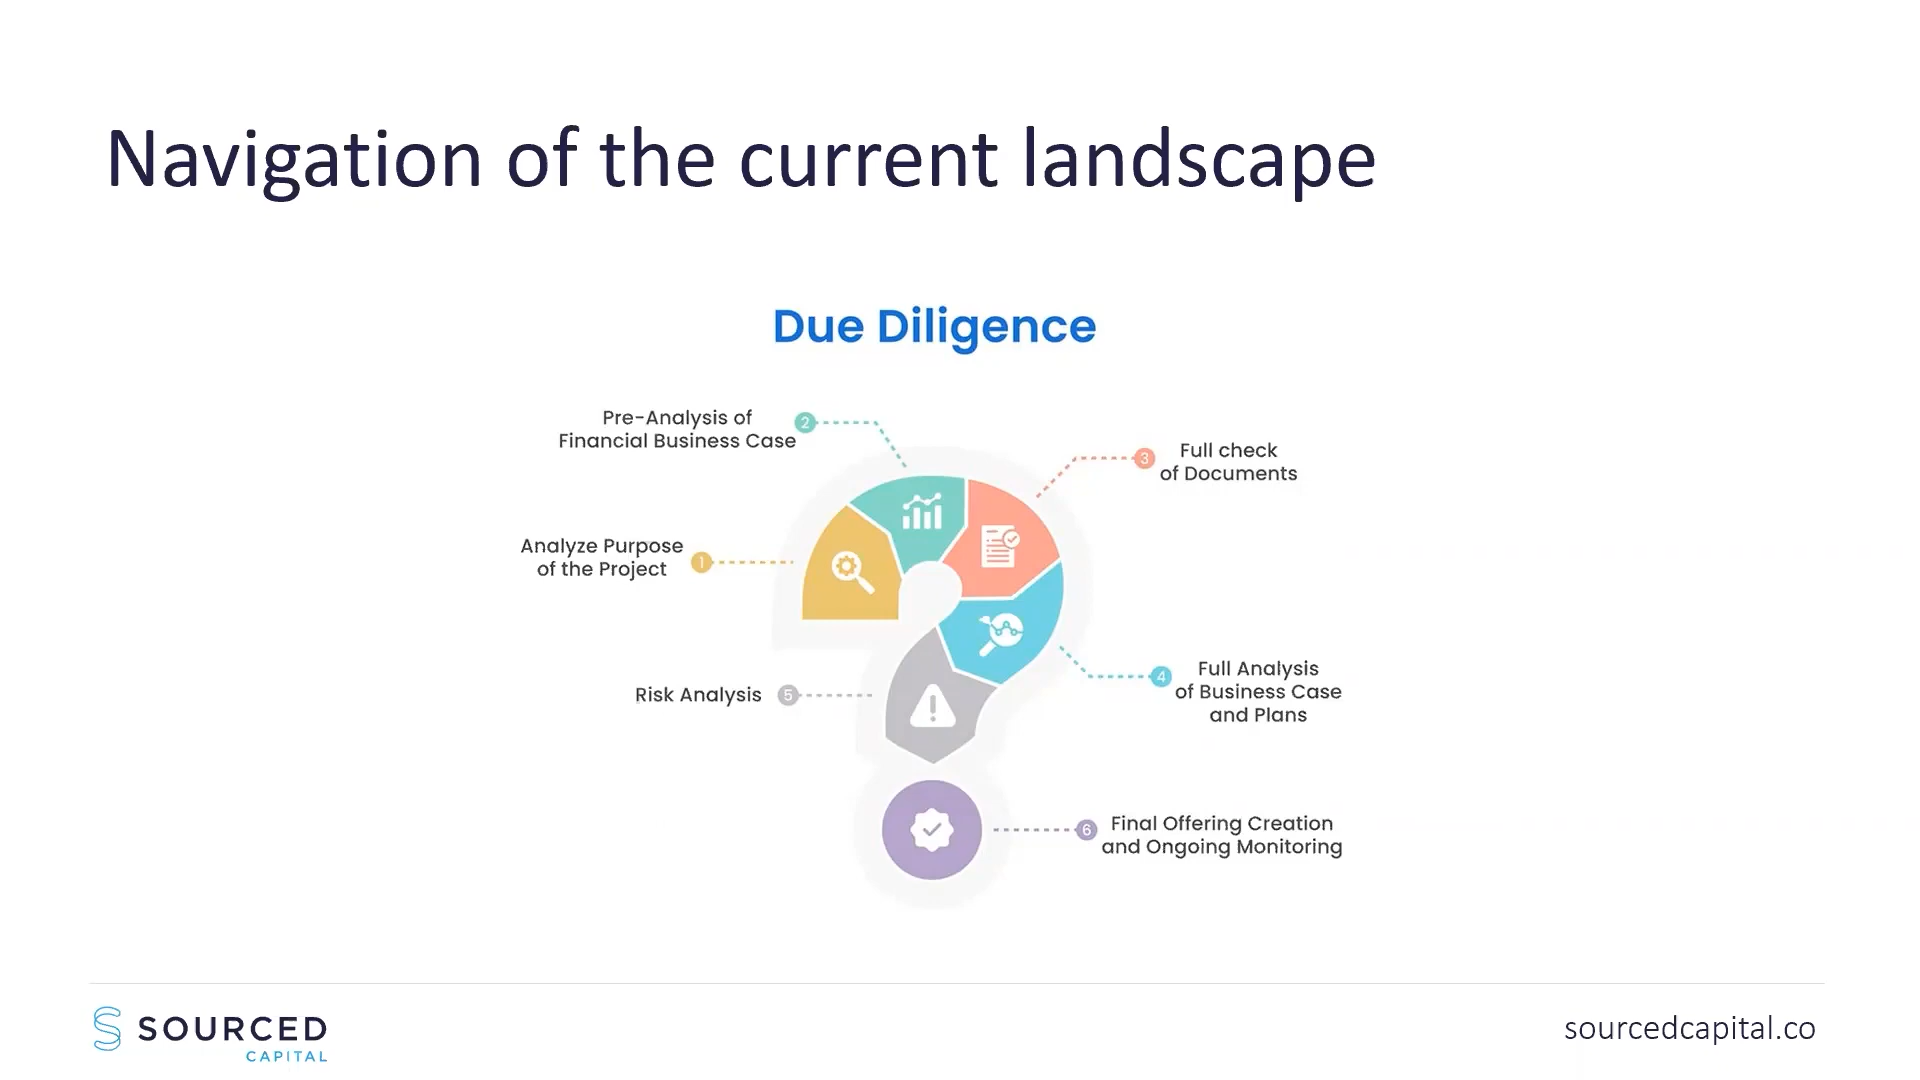 Navigation of the current landscape
Due Diligence
Pre-Analysis of
Financial Business Case
2
3
Full check
of Documents
Analyze Purpose
of the Project
1
Risk Analysis
5
4
Full Analysis
of Business Case
and Plans
6
Final Offering Creation
and Ongoing Monitoring
SOURCED
CAPITAL
sourcedcapital.co